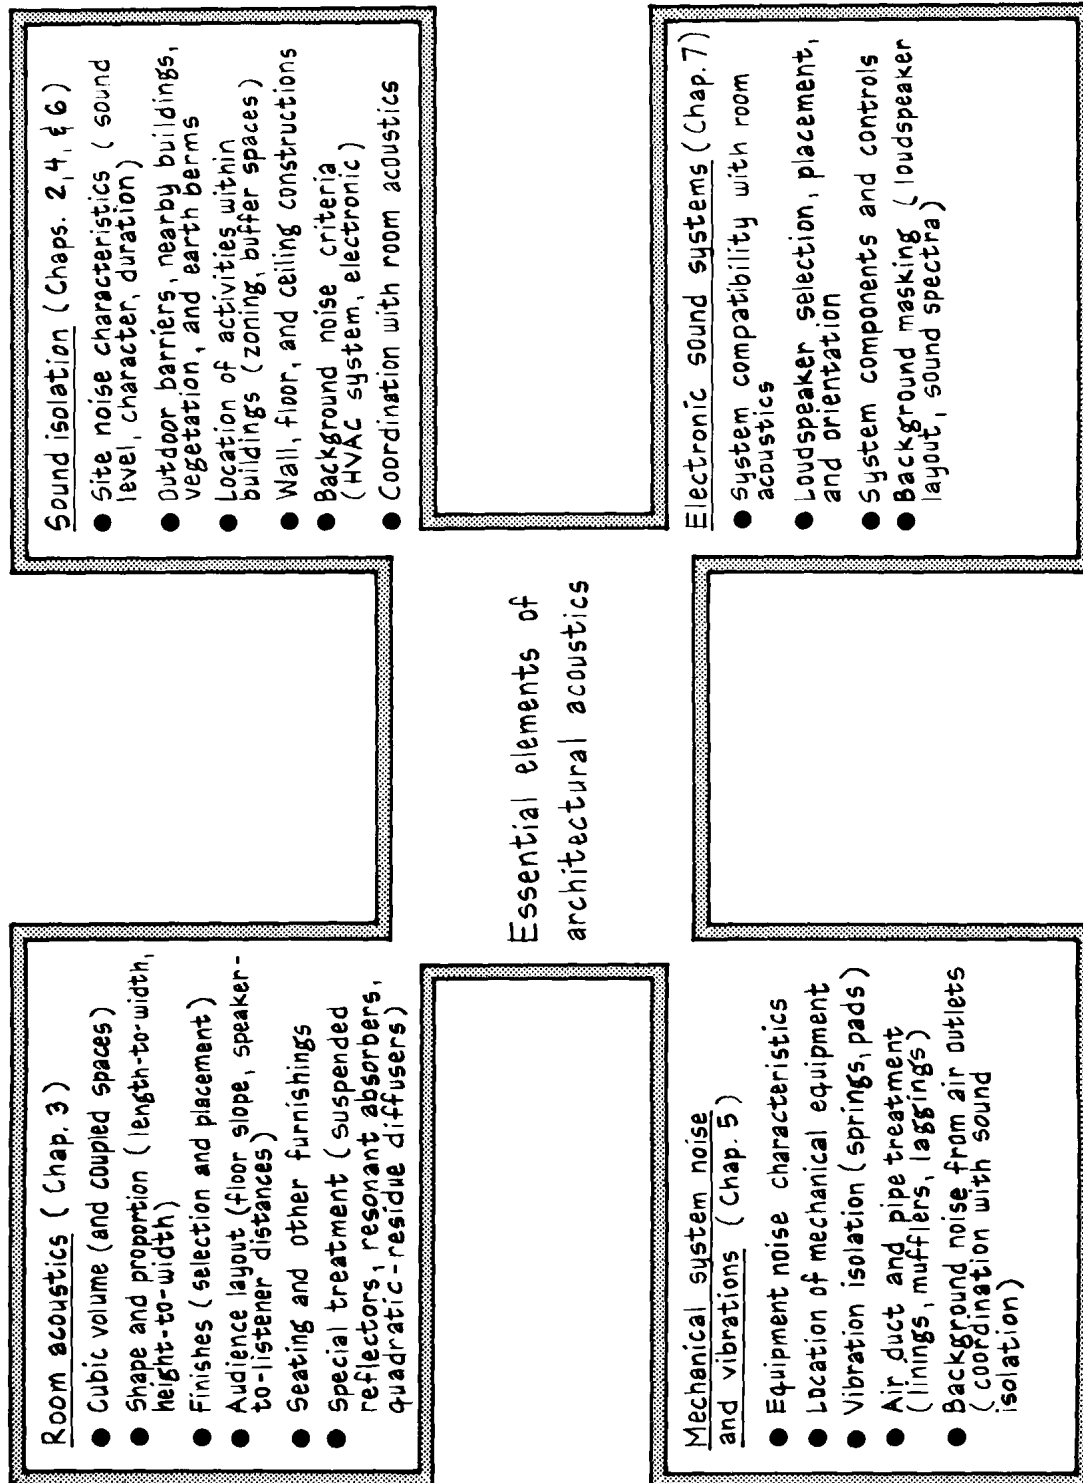 Room acoustics (Chap. 3)
● Cubic volume (and coupled spaces)
● Shape and proportion (length-to-width,
height-to-width)
● Finishes (selection and placement)
● Audience layout (floor slope, speaker-
to-listener distances)
● Seating and other furnishings
● Special treatment (suspended
reflectors, resonant absorbers,
quadratic-residue diffusers)
Sound isolation (Chaps. 2, 4, & 6)
● Site noise characteristics (sound
level, character, duration)
● Outdoor barriers, nearby buildings,
vegetation, and earth berms
● Location of activities within
buildings (zoning, buffer spaces)
● Wall, floor, and ceiling constructions
● Background noise criteria
(HVAC system, electronic)
● Coordination with room acoustics
Essential elements of
architectural acoustics
Mechanical system noise
and vibrations (Chap. 5)
● Equipment noise characteristics
● Location of mechanical equipment
● Vibration isolation (springs, pads)
● Air duct and pipe treatment
(linings, mufflers, laggings)
● Background noise from air outlets
(coordination with sound
isolation)
Electronic sound systems (Chap. 7)
● System compatibility with room
acoustics
● Loudspeaker selection, placement,
and orientation
● System components and controls
● Background masking (loudspeaker
layout, sound spectra)